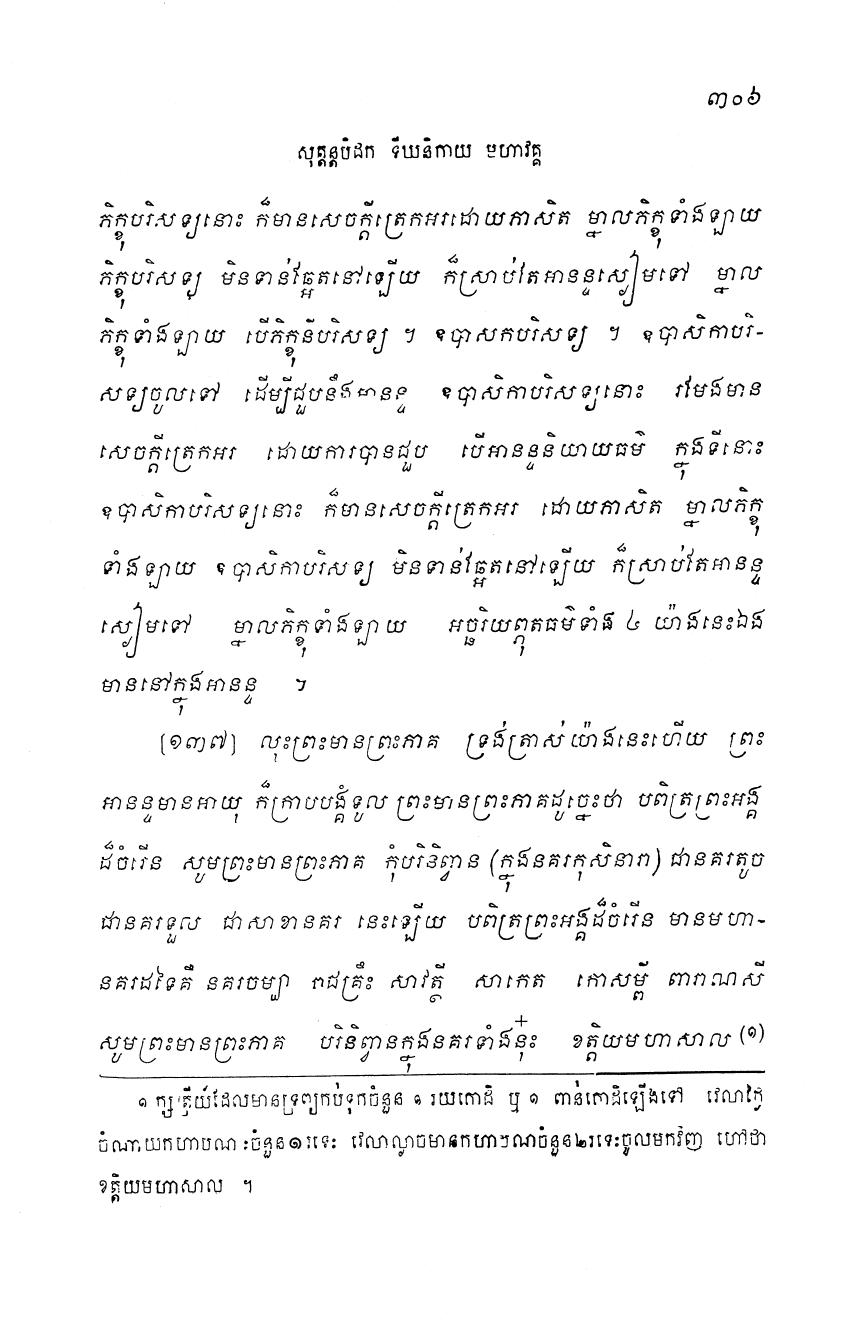 ៣០៦
សុត្តន្តបិដក ទីឃនិកាយ មហាវគ្គ
ភិក្ខុបរិសទ្យនោះ ក៏មានសេចក្តីត្រេកអរដោយភាសិត ម្នាលភិក្ខុទាំងឡាយ
ភិក្ខុបរិសទ្យ មិនទាន់ឆ្អែតនៅឡើយ ក៏ស្រាប់តែអានន្ទស្ងៀមទៅ ម្នាល
ភិក្ខុទាំងឡាយ បើភិក្ខុនីបរិសទ្យ ។ ឧបាសកបរិសទ្យ ។ ឧបាសិកាបរិ-
សទ្យចូលទៅ ដើម្បីជួបនឹងអានន្ទ ឧបាសិកាបរិសទ្យនោះ រមែងមាន
សេចក្តីត្រេកអរ ដោយការបានជួប បើអានន្ទនិយាយធម៌ ក្នុងទីនោះ
ឧបាសិកាបរិសទ្យនោះ ក៏មានសេចក្តីត្រេកអរ ដោយភាសិត ម្នាលភិក្ខុ
ទាំងឡាយ ឧបាសិកាបរិសទ្យ មិនទាន់ឆ្អែតនៅឡើយ ក៏ស្រាប់តែអានន្ទ
ស្ងៀមទៅ ម្នាលភិក្ខុទាំងឡាយ អច្ឆរិយព្ភុតធម៌ទាំង ៤ យ៉ាងនេះឯង
មាននៅក្នុងអានន្ទ ។
[១៣៧] លុះព្រះមានព្រះភាគ ទ្រង់ត្រាស់យ៉ាងនេះហើយ ព្រះ
អានន្ទមានអាយុ ក៏ក្រាបបង្គំទូល ព្រះមានព្រះភាគដូច្នេះថា បពិត្រព្រះអង្គ
ដ៏ចំរើន សូមព្រះមានព្រះភាគ កុំបរិនិព្វាន (ក្នុងនគរកុសិនារា) ជានគរតូច
ជានគរទួល ជាសាខានគរ នេះឡើយ បពិត្រព្រះអង្គដ៏ចំរើន មានមហា-
នគរដទៃគឺ នគរចម្បា រាជគ្រឹះ សាវត្ថី សាកេត កោសម្ពី ពារាណសី
សូមព្រះមានព្រះភាគ បរិនិព្វានក្នុងនគរទាំងនុ៎ះ ខត្តិយមហាសាល (១)
១ ក្សត្រីយ៍ដែលមានទ្រព្យកប់ទុកចំនួន ១ រយកោដិ ឬ ១ ពាន់កោដិឡើងទៅ វេលាថ្ងៃ
ចំណាយកហាបណៈចំនួន១រទេះ វេលាល្ងាចមានកហាបណចំនួន២រទេះចូលមកវិញ ហៅថា
ខត្តិយមហាសាល ។